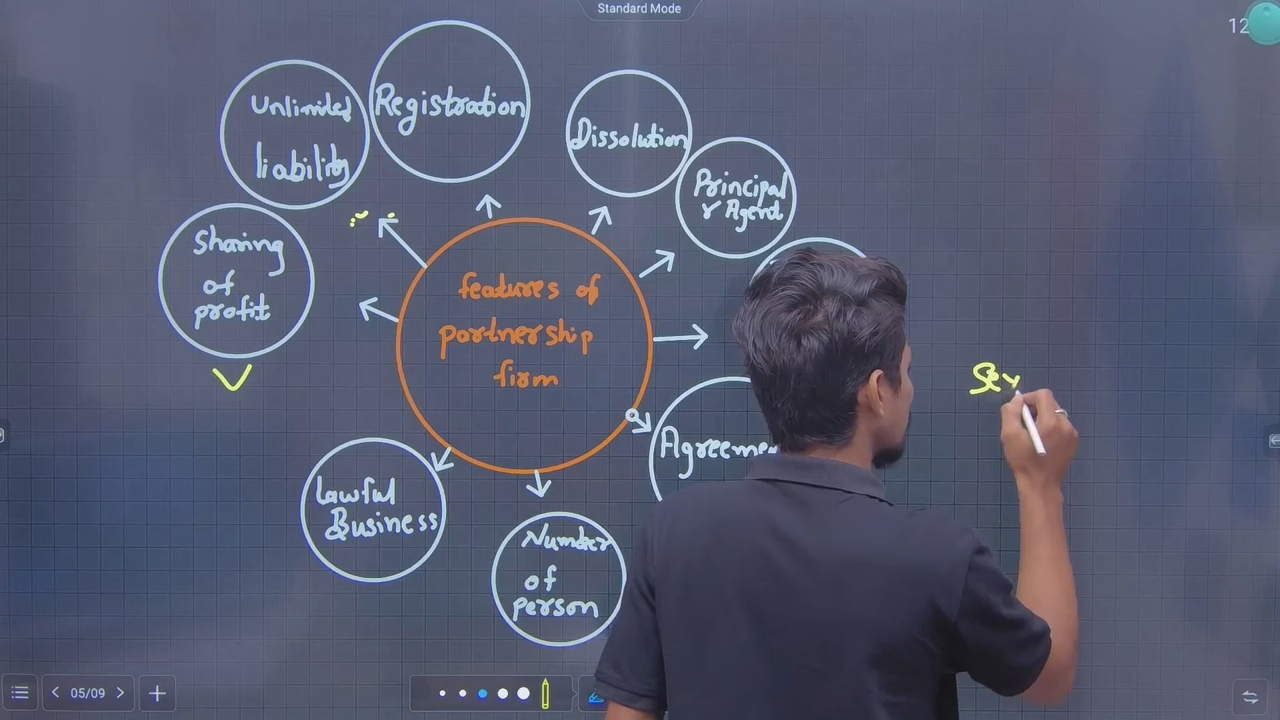 Standard Mode
12
Unlimited
liability
Registration
Dissolution
Principal
& Agent
Sharing
of
profit
features of
partnership
firm
Lawful
Business
Number
of
person
05/09